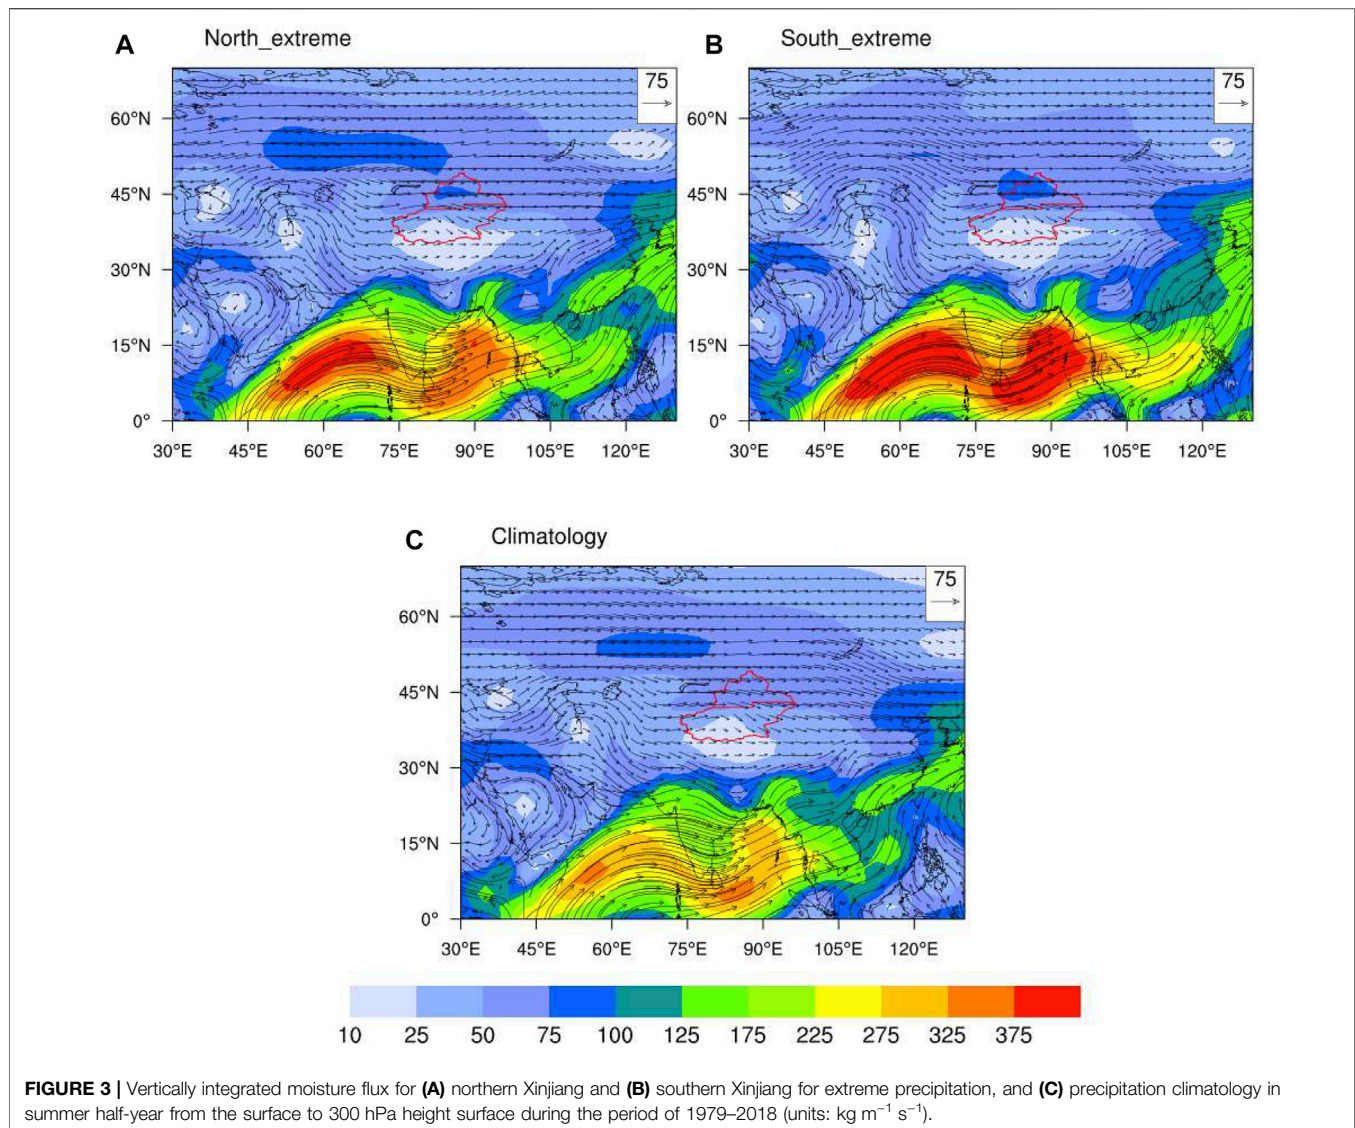 A North_extreme
B South_extreme
75
75
60°N
45°N
30°N
15°N
0°
30°E 45°E 60°E 75°E 90°E 105°E 120°E
60°N
45°N
30°N
15°N
0°
30°E 45°E 60°E 75°E 90°E 105°E 120°E
C Climatology
75
60°N
45°N
30°N
15°N
0°
30°E 45°E 60°E 75°E 90°E 105°E 120°E
10 25 50 75 100 125 175 225 275 325 375
FIGURE 3 | Vertically integrated moisture flux for (A) northern Xinjiang and (B) southern Xinjiang for extreme precipitation, and (C) precipitation climatology in
summer half-year from the surface to 300 hPa height surface during the period of 1979–2018 (units: kg m⁻¹ s⁻¹).